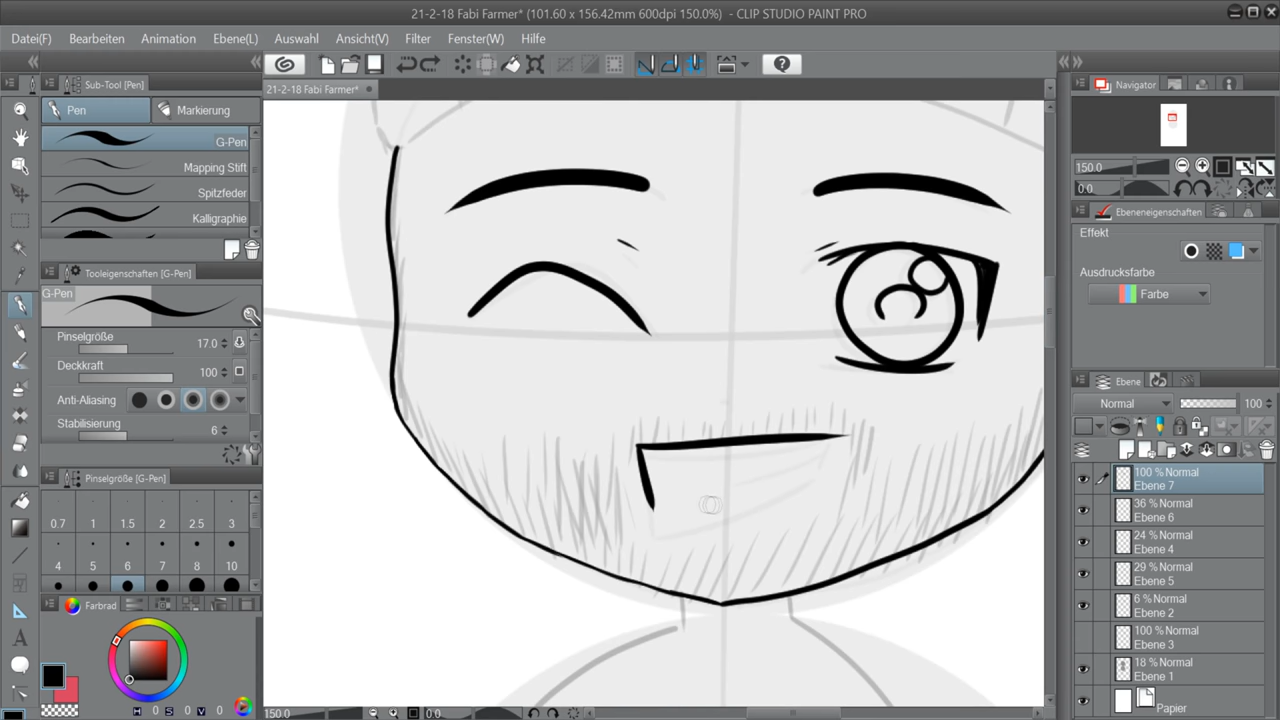 21-2-18 Fabi Farmer* (101.60 x 156.42mm 600dpi 150.0%) - CLIP STUDIO PAINT PRO
Datei(F) Bearbeiten Animation Ebene(L) Auswahl Ansicht(V) Filter Fenster(W) Hilfe
Sub-Tool [Pen]
21-2-18 Fabi Farmer*
Navigator
Pen Markierung
G-Pen
Mapping Stift
Spitzfeder
Kalligraphie
150.0
0.0
Ebeneneigenschaften
Effekt
Ausdrucksfarbe
Farbe
Tooleigenschaften [G-Pen]
G-Pen
Pinselgröße 17.0
Deckkraft 100
Anti-Aliasing
Stabilisierung 6
Ebene
Normal 100
Pinselgröße [G-Pen]
0.7 1 1.5 2 2.5 3
4 5 6 7 8 10
100 % Normal
Ebene 7
36 % Normal
Ebene 6
24 % Normal
Ebene 4
29 % Normal
Ebene 5
6 % Normal
Ebene 2
100 % Normal
Ebene 3
18 % Normal
Ebene 1
Papier
Farbrad
H 0 S 0 V 0
150.0 0.0